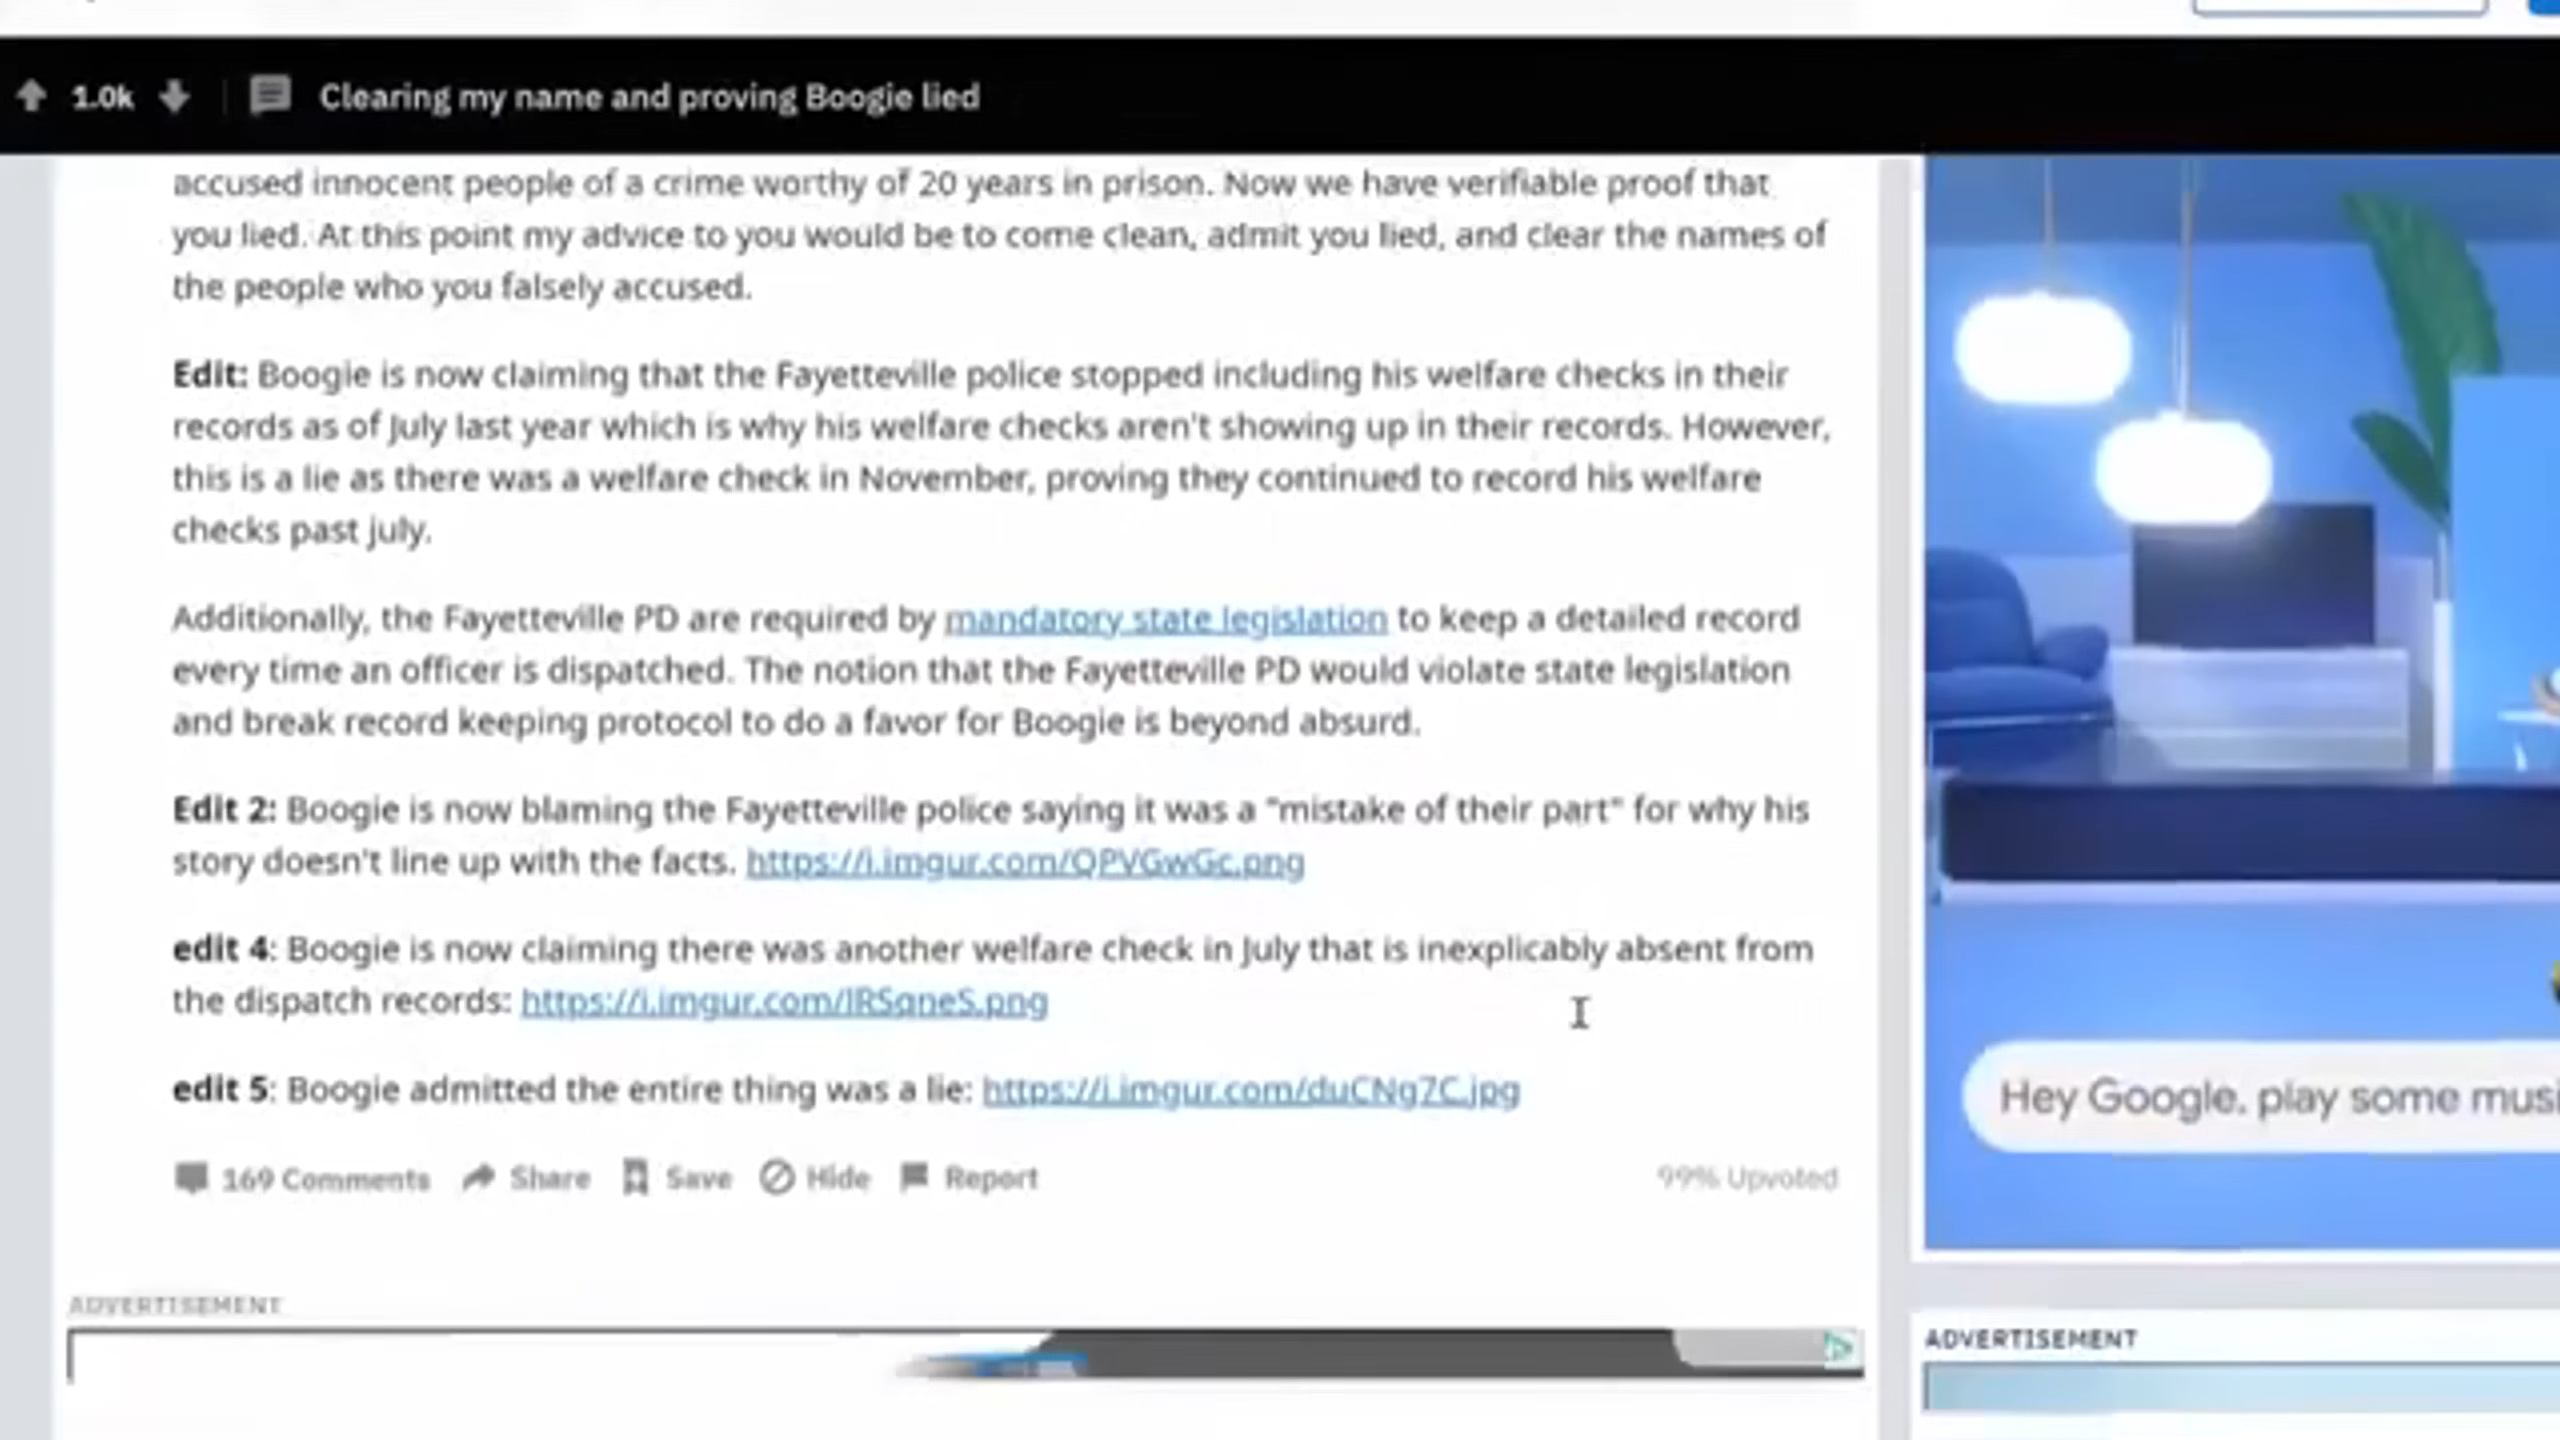 1.0k
Clearing my name and proving Boogie lied
accused innocent people of a crime worthy of 20 years in prison. Now we have verifiable proof that
you lied. At this point my advice to you would be to come clean, admit you lied, and clear the names of
the people who you falsely accused.
Edit: Boogie is now claiming that the Fayetteville police stopped including his welfare checks in their
records as of July last year which is why his welfare checks aren't showing up in their records. However,
this is a lie as there was a welfare check in November, proving they continued to record his welfare
checks past july.
Additionally, the Fayetteville PD are required by mandatory state legislation to keep a detailed record
every time an officer is dispatched. The notion that the Fayetteville PD would violate state legislation
and break record keeping protocol to do a favor for Boogie is beyond absurd.
Edit 2: Boogie is now blaming the Fayetteville police saying it was a "mistake of their part" for why his
story doesn't line up with the facts. https://i.imgur.com/QPVGwGc.png
edit 4: Boogie is now claiming there was another welfare check in July that is inexplicably absent from
the dispatch records: https://i.imgur.com/lRSqneS.png
edit 5: Boogie admitted the entire thing was a lie: https://i.imgur.com/duCNg7C.jpg
169 Comments Share Save Hide Report
99% Upvoted
ADVERTISEMENT
Hey Google, play some musi
ADVERTISEMENT